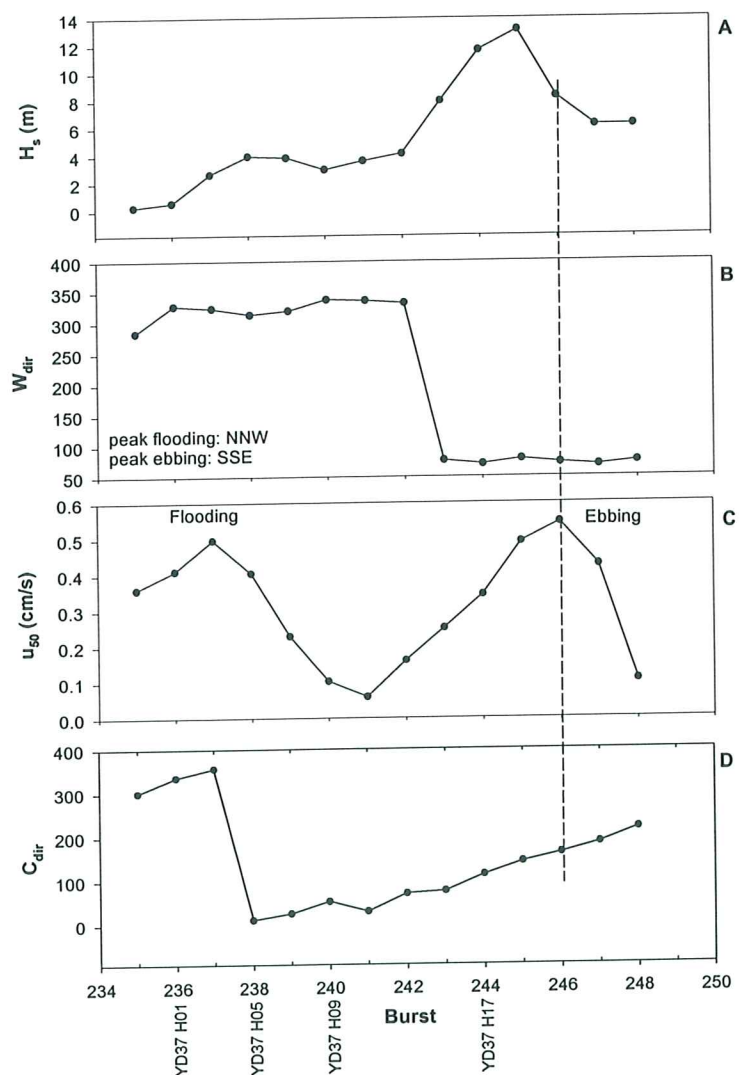 A
14
12
10
8
6
4
2
0
Hs (m)
B
400
350
300
250
200
150
100
50
Wdir
peak flooding: NNW
peak ebbing: SSE
C
0.6
0.5
0.4
0.3
0.2
0.1
0.0
u50 (cm/s)
Flooding
Ebbing
D
400
300
200
100
0
Cdir
234 236 238 240 242 244 246 248 250
Burst
YD37 H01
YD37 H05
YD37 H09
YD37 H17